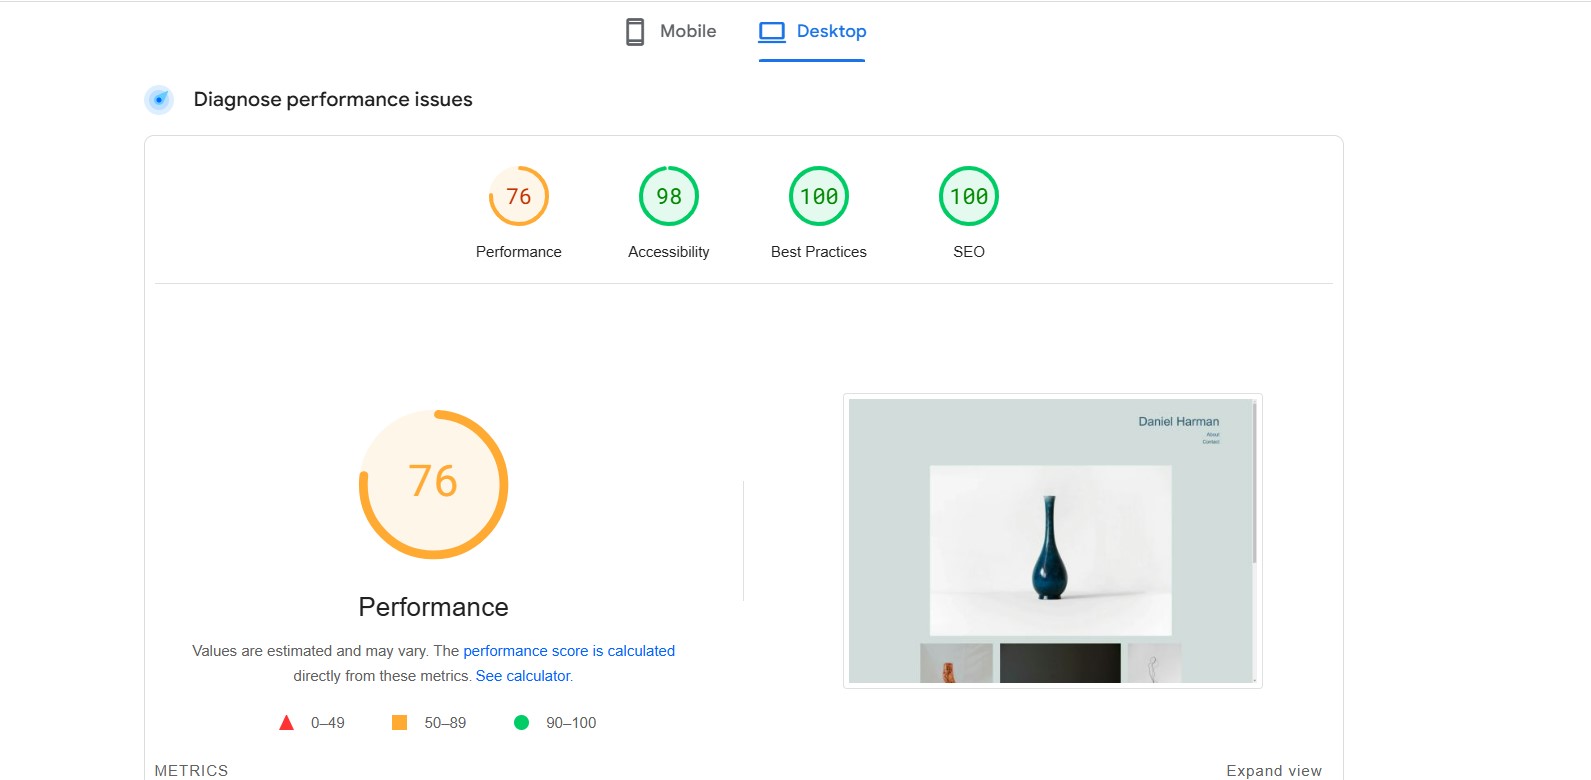 Mobile
Desktop
Diagnose performance issues
76
98
100
100
Performance
Accessibility
Best Practices
SEO
76
Performance
Values are estimated and may vary. The performance score is calculated
directly from these metrics. See calculator.
0–49
50–89
90–100
Daniel Harman
About
Contact
METRICS
Expand view